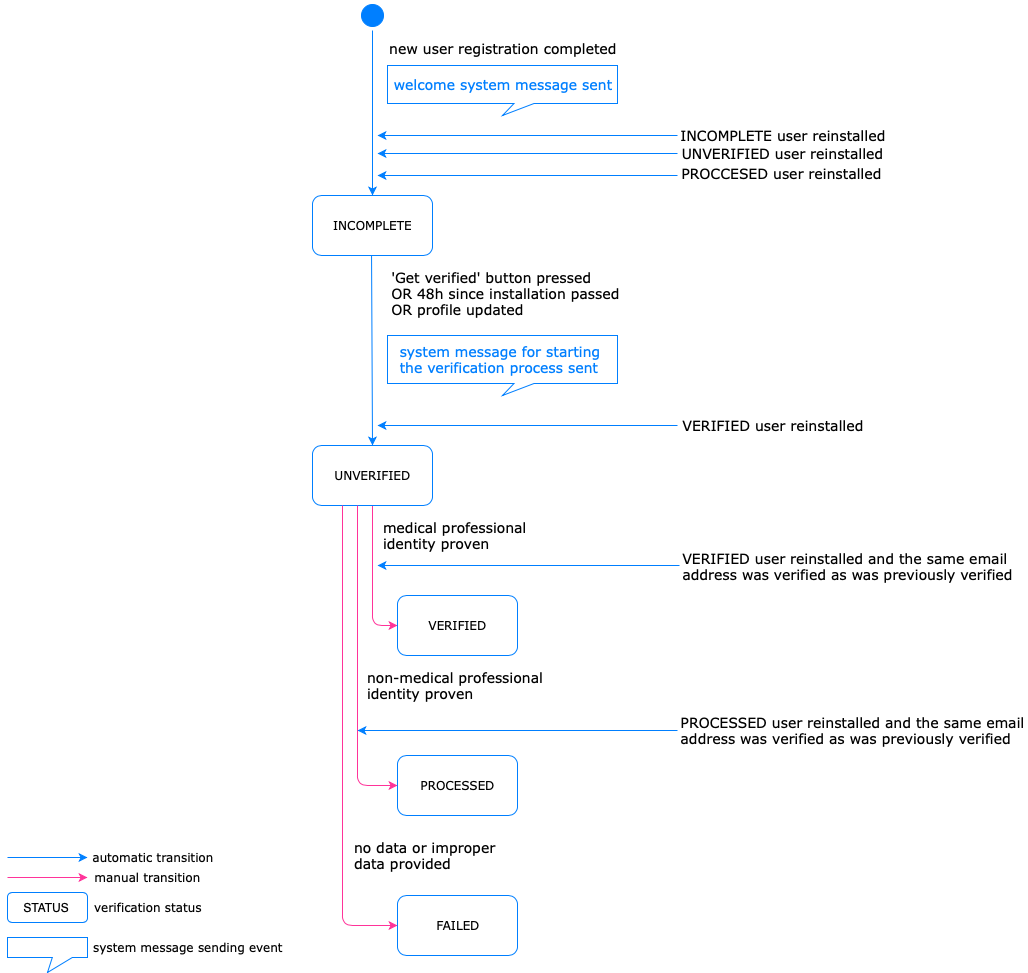 new user registration completed
welcome system message sent
INCOMPLETE user reinstalled
UNVERIFIED user reinstalled
PROCCESED user reinstalled
INCOMPLETE
'Get verified' button pressed
OR 48h since installation passed
OR profile updated
system message for starting
the verification process sent
VERIFIED user reinstalled
UNVERIFIED
medical professional
identity proven
VERIFIED user reinstalled and the same email
address was verified as was previously verified
VERIFIED
non-medical professional
identity proven
PROCESSED user reinstalled and the same email
address was verified as was previously verified
PROCESSED
no data or improper
data provided
FAILED
automatic transition
manual transition
STATUS
verification status
system message sending event